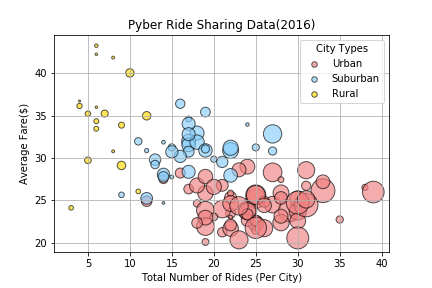 Pyber Ride Sharing Data(2016)
City Types
Urban
Suburban
Rural
Average Fare($)
40
35
30
25
20
5 10 15 20 25 30 35 40
Total Number of Rides (Per City)